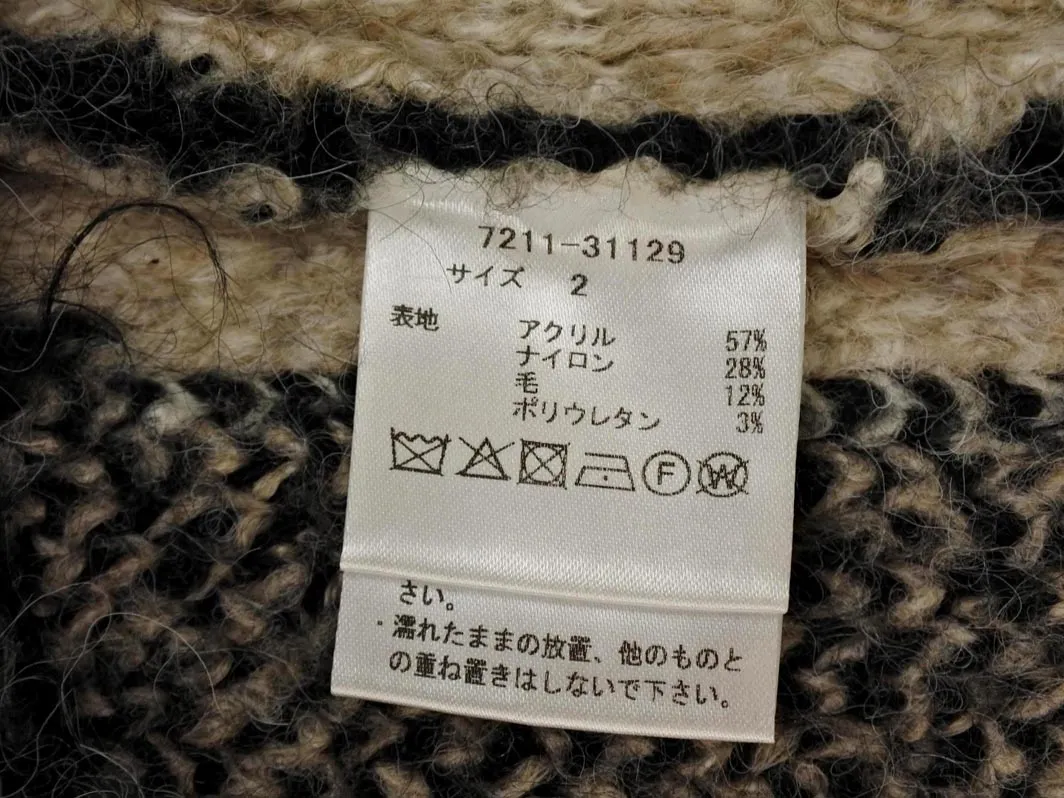 7211-31129
サイズ 2
表地 アクリル 57%
ナイロン 28%
毛 12%
ポリウレタン 3%
F W
さい。
・濡れたままの放置、他のものと
の重ね置きはしないで下さい。